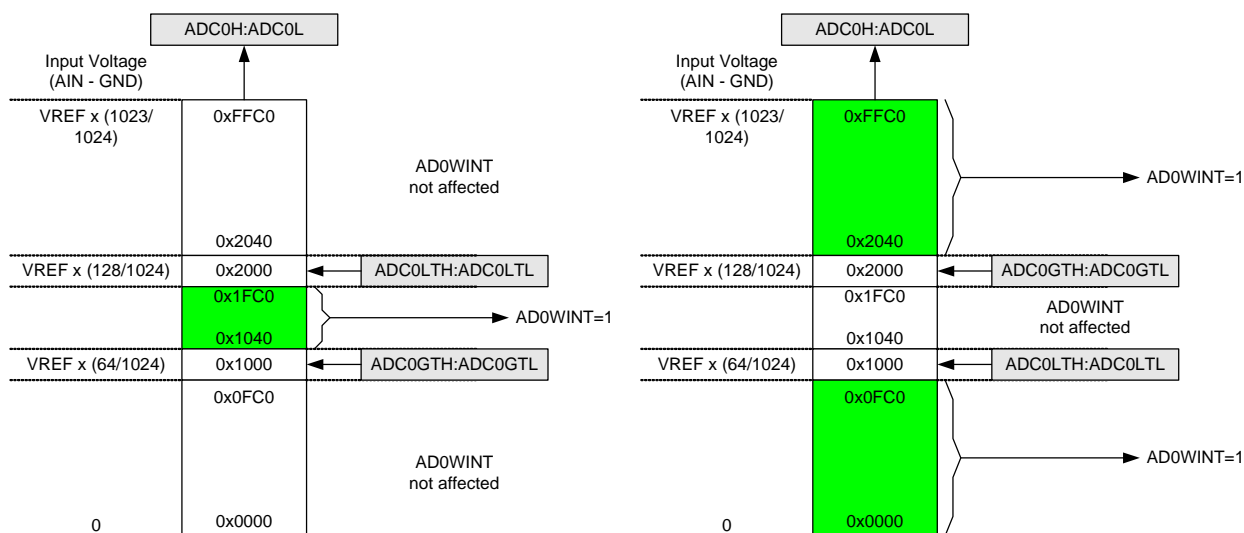 ADC0H:ADC0L
Input Voltage
(AIN - GND)
VREF x (1023/
1024)
0xFFC0
AD0WINT
not affected
0x2040
VREF x (128/1024)
0x2000
ADC0LTH:ADC0LTL
0x1FC0
AD0WINT=1
0x1040
VREF x (64/1024)
0x1000
ADC0GTH:ADC0GTL
0x0FC0
AD0WINT
not affected
0
0x0000
ADC0H:ADC0L
Input Voltage
(AIN - GND)
VREF x (1023/
1024)
0xFFC0
AD0WINT=1
0x2040
VREF x (128/1024)
0x2000
ADC0GTH:ADC0GTL
0x1FC0
AD0WINT
not affected
0x1040
VREF x (64/1024)
0x1000
ADC0LTH:ADC0LTL
0x0FC0
AD0WINT=1
0
0x0000